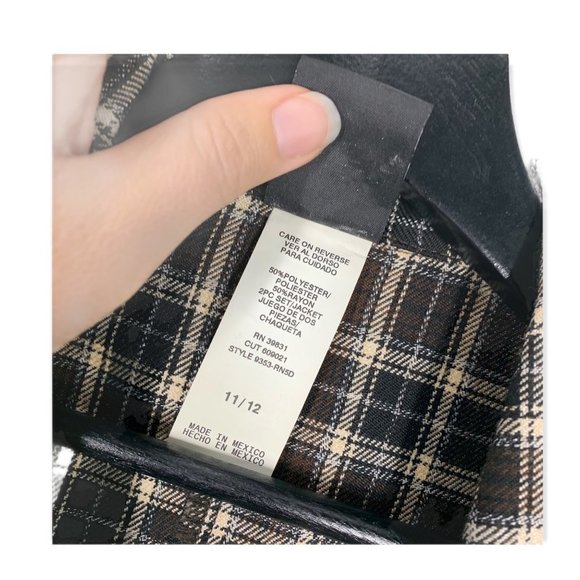 CARE ON REVERSE
VER AL DORSO
PARA CUIDADO
50%POLYESTER/
POLIESTER
50%RAYON
2PC SET/JACKET
JUEGO DE DOS
PIEZAS/
CHAQUETA
RN 39831
CUT 609021
STYLE 9353-RN5D
11/12
MADE IN MEXICO
HECHO EN MEXICO